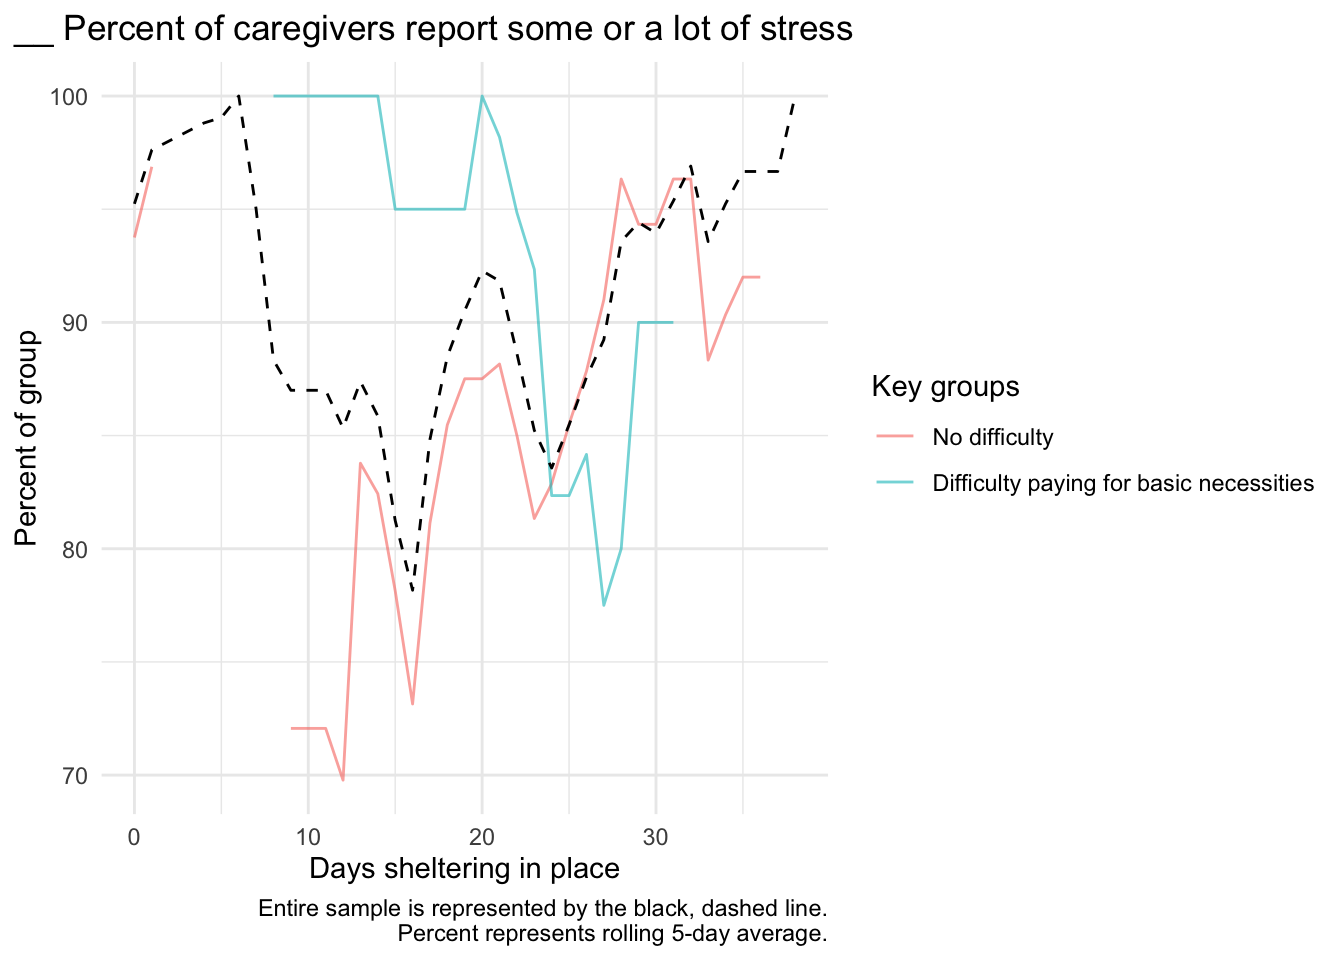 __ Percent of caregivers report some or a lot of stress
Percent of group
100
90
80
70
0
10
20
30
Days sheltering in place
Entire sample is represented by the black, dashed line.
Percent represents rolling 5-day average.
Key groups
No difficulty
Difficulty paying for basic necessities